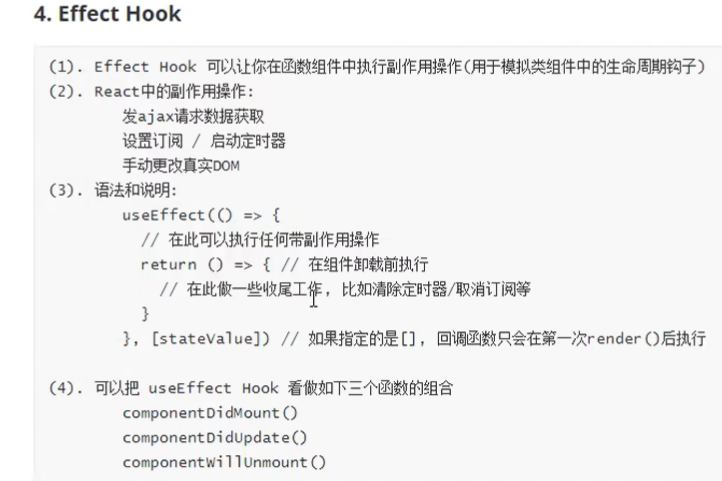 4. Effect Hook
(1). Effect Hook 可以让你在函数组件中执行副作用操作(用于模拟类组件中的生命周期钩子)
(2). React中的副作用操作:
发ajax请求数据获取
设置订阅 / 启动定时器
手动更改真实DOM
(3). 语法和说明:
useEffect(() => {
// 在此可以执行任何带副作用操作
return () => { // 在组件卸载前执行
// 在此做一些收尾工作, 比如清除定时器/取消订阅等
}
}, [stateValue]) // 如果指定的是[], 回调函数只会在第一次render()后执行
(4). 可以把 useEffect Hook 看做如下三个函数的组合
componentDidMount()
componentDidUpdate()
componentWillUnmount()